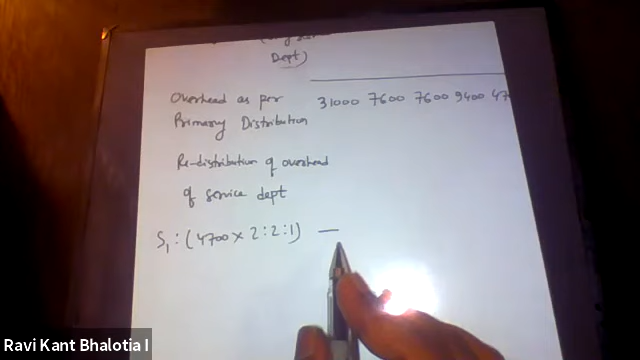 Dept)
Overhead as per 31000 7600 7600 9400 47
Primary Distribution
Re-distribution of overhead
of service dept
S₁ : (4700 × 2:2:1) —
Ravi Kant Bhalotia I